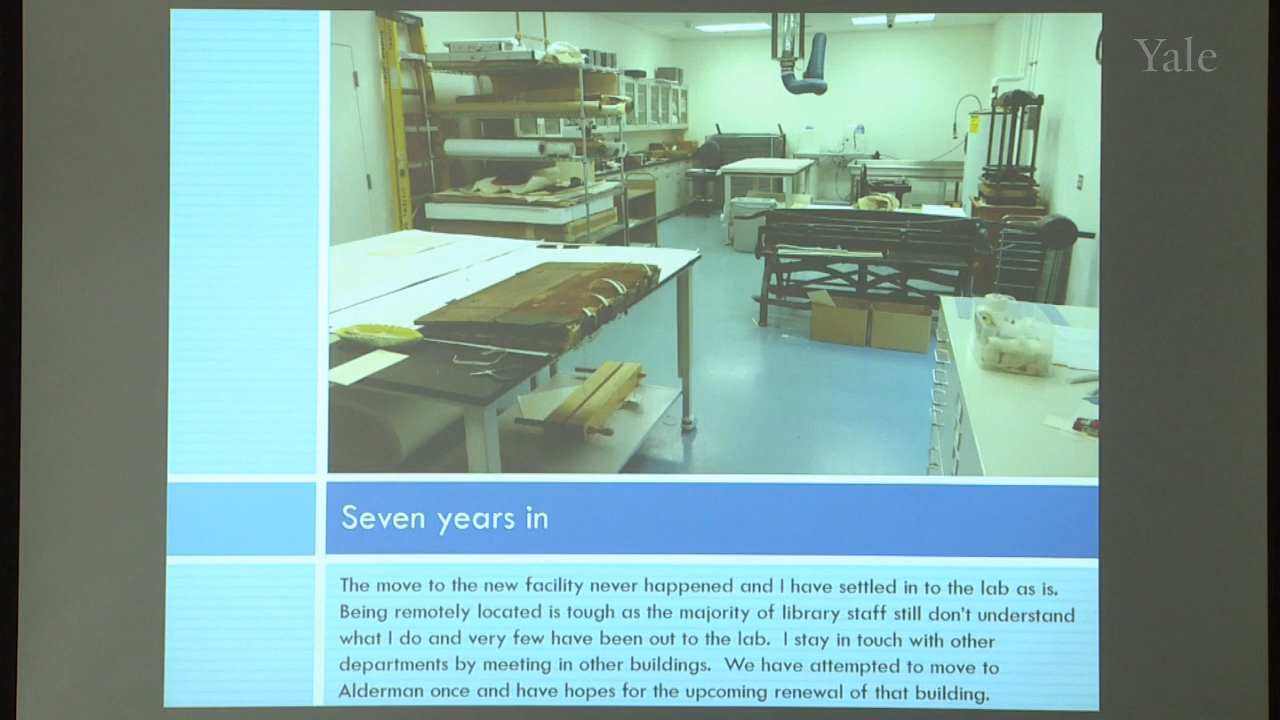 Yale
Seven years in
The move to the new facility never happened and I have settled in to the lab as is.
Being remotely located is tough as the majority of library staff still don't understand
what I do and very few have been out to the lab.  I stay in touch with other
departments by meeting in other buildings.  We have attempted to move to
Alderman once and have hopes for the upcoming renewal of that building.